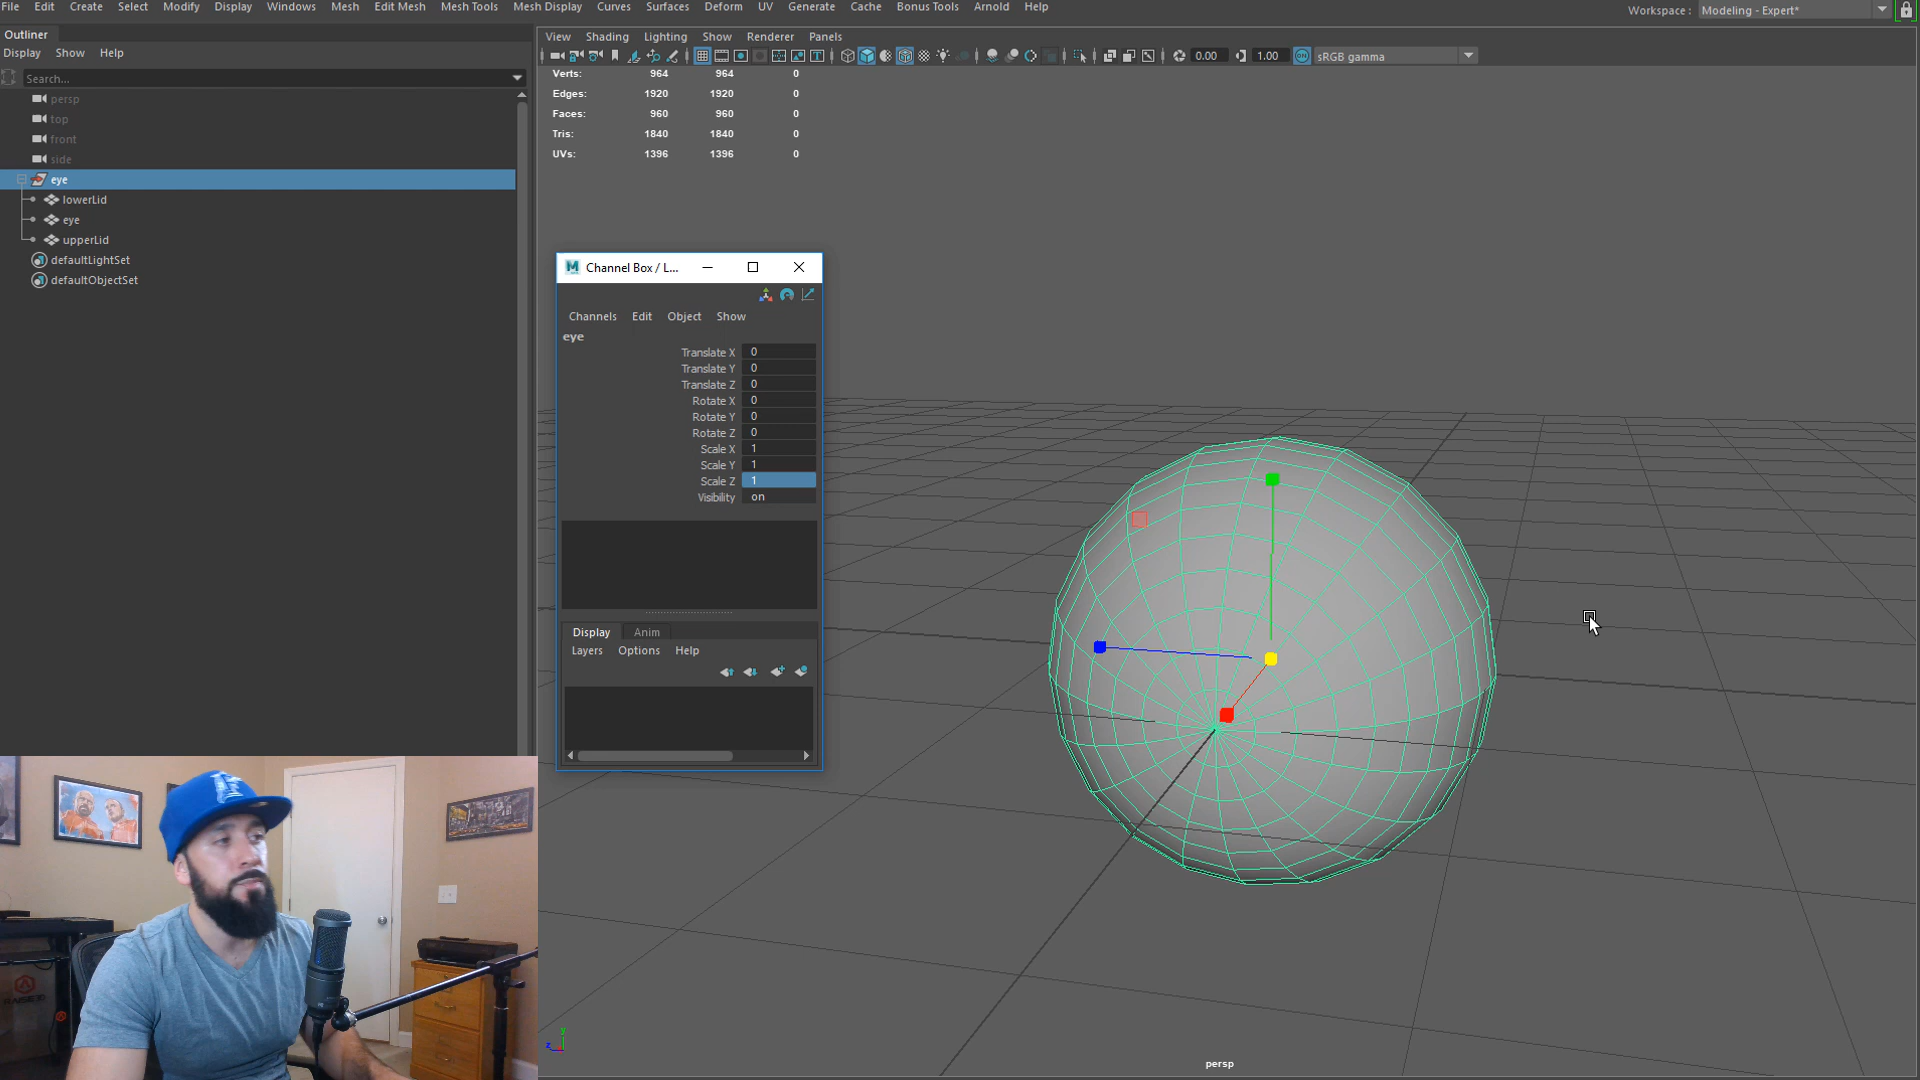 File Edit Create Select Modify Display Windows Mesh Edit Mesh Mesh Tools Mesh Display Curves Surfaces Deform UV Generate Cache Bonus Tools Arnold Help
Workspace : Modeling - Expert*
Outliner
Display Show Help
Search...
persp
top
front
side
eye
lowerLid
eye
upperLid
defaultLightSet
defaultObjectSet
View Shading Lighting Show Renderer Panels
0.00 1.00 sRGB gamma
Verts: 964 964 0
Edges: 1920 1920 0
Faces: 960 960 0
Tris: 1840 1840 0
UVs: 1396 1396 0
Channel Box / L...
Channels Edit Object Show
eye
Translate X 0
Translate Y 0
Translate Z 0
Rotate X 0
Rotate Y 0
Rotate Z 0
Scale X 1
Scale Y 1
Scale Z 1
Visibility on
Display Anim
Layers Options Help
y
z
persp